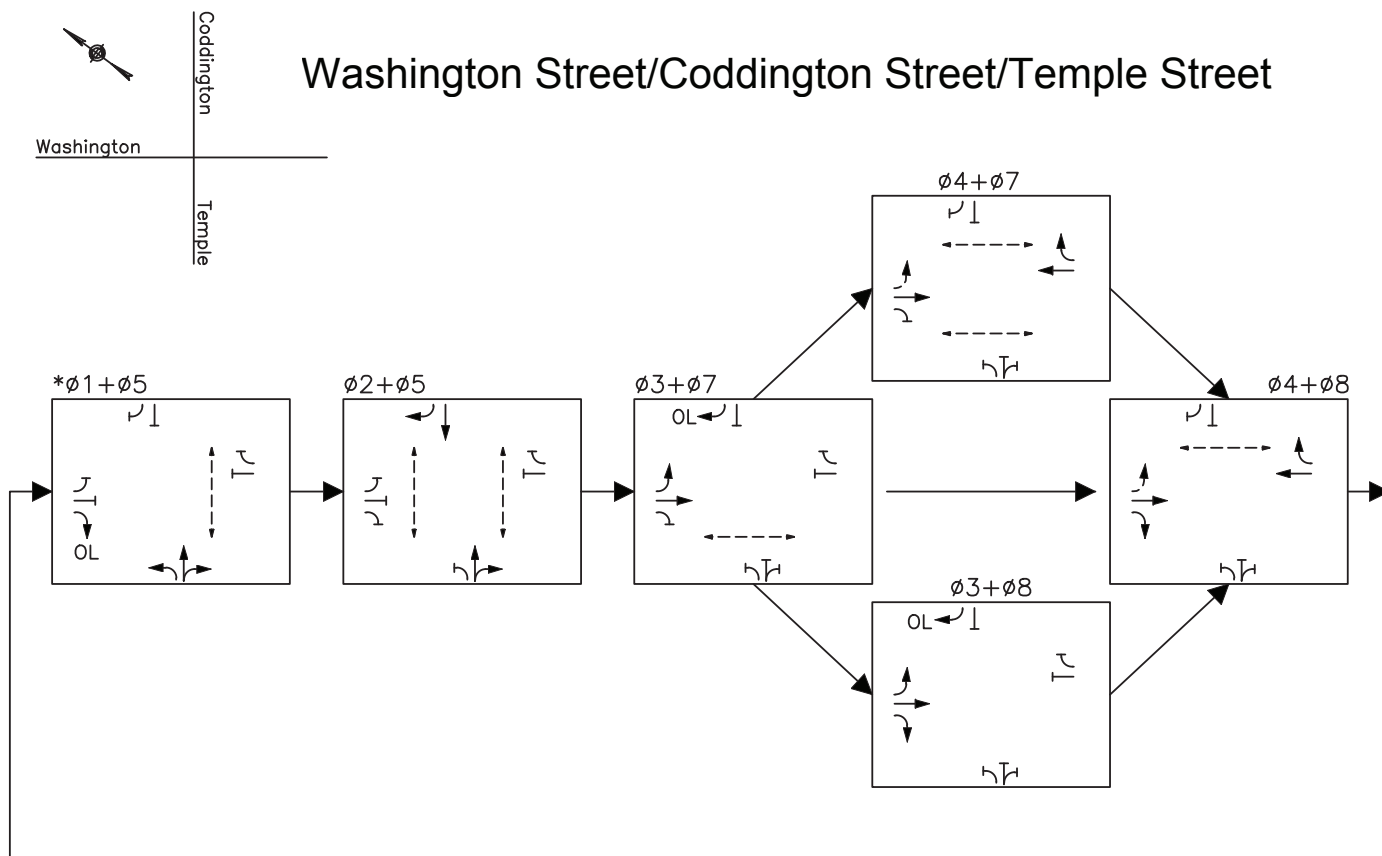 Coddington
Washington Street/Coddington Street/Temple Street
Washington
Temple
ø4+ø7
*ø1+ø5
ø2+ø5
ø3+ø7
ø4+ø8
OL
OL
ø3+ø8
OL